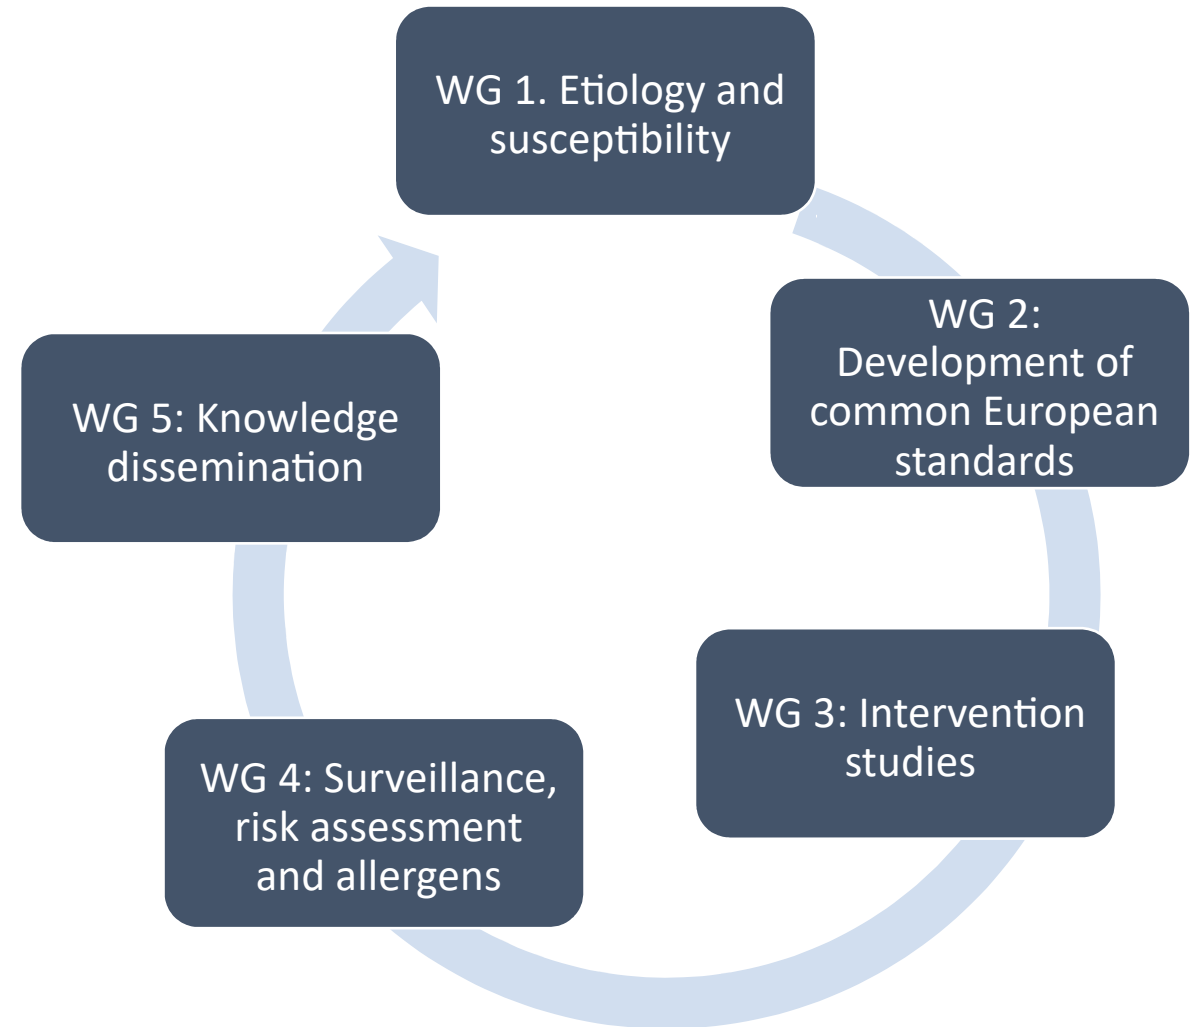 WG 1. Etiology and
susceptibility
WG 2:
Development of
common European
standards
WG 3: Intervention
studies
WG 4: Surveillance,
risk assessment
and allergens
WG 5: Knowledge
dissemination